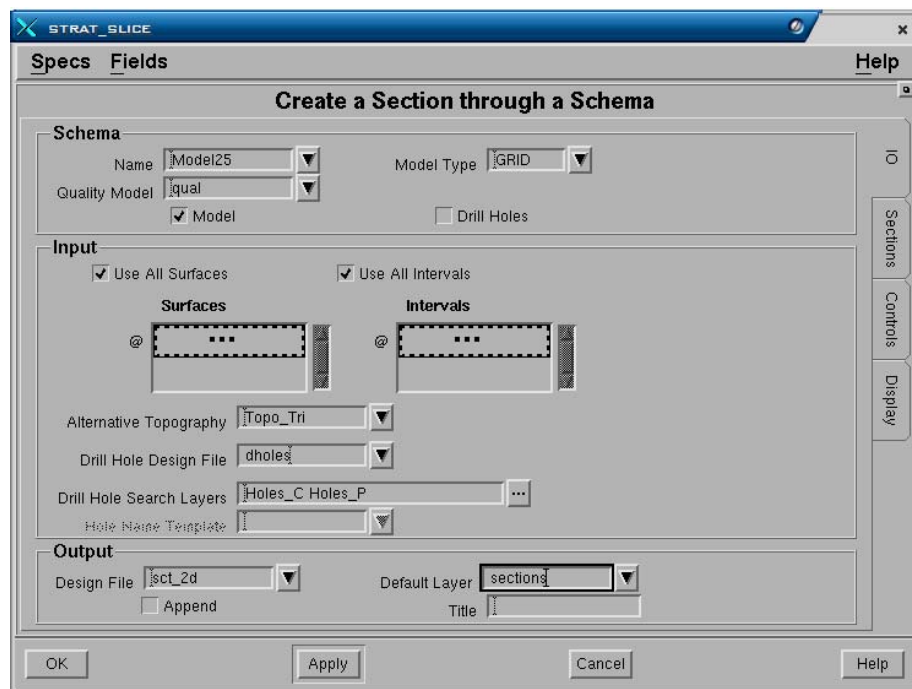 STRAT_SLICE
Specs Fields Help
Create a Section through a Schema
Schema
Name Model25 Model Type GRID
Quality Model qual
Model Drill Holes
Input
Use All Surfaces Use All Intervals
Surfaces Intervals
@ ... @ ...
Alternative Topography Topo_Tri
Drill Hole Design File dholes
Drill Hole Search Layers Holes_C Holes_P ...
Hole Name Template
Output
Design File sct_2d Default Layer sections
Append Title
OK Apply Cancel Help
IO
Sections
Controls
Display